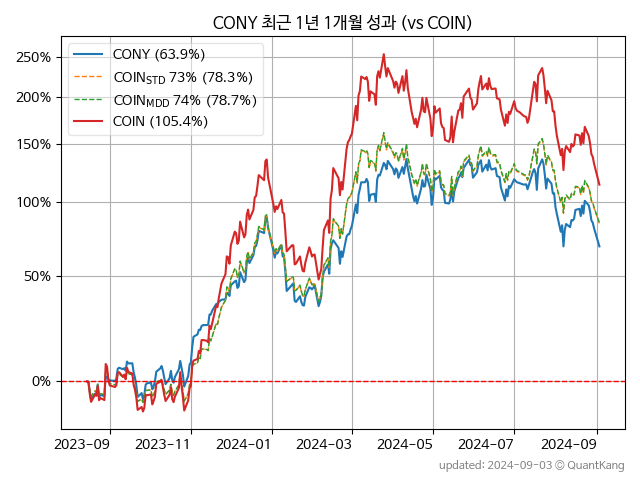 CONY 최근 1년 1개월 성과 (vs COIN)
CONY (63.9%)
COIN_STD 73% (78.3%)
COIN_MDD 74% (78.7%)
COIN (105.4%)
250%
200%
150%
100%
50%
0%
2023-09 2023-11 2024-01 2024-03 2024-05 2024-07 2024-09
updated: 2024-09-03 © QuantKang